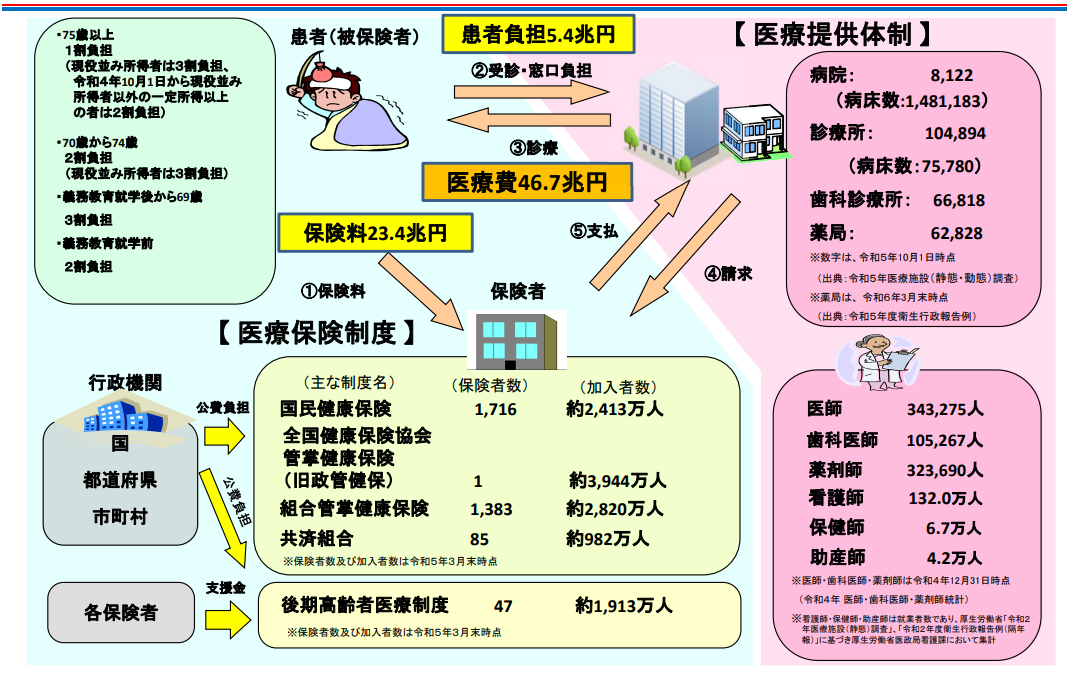 ・75歳以上
1割負担
（現役並み所得者は3割負担、
令和4年10月1日から現役並み
所得者以外の一定所得以上
の者は2割負担）
・70歳から74歳
2割負担
（現役並み所得者は3割負担）
・義務教育就学後から69歳
3割負担
・義務教育就学前
2割負担
患者（被保険者）
患者負担5.4兆円
②受診・窓口負担
③診療
医療費46.7兆円
保険料23.4兆円
①保険料
保険者
⑤支払
④請求
【 医療提供体制 】
病院： 8,122
（病床数:1,481,183）
診療所： 104,894
（病床数:75,780）
歯科診療所： 66,818
薬局： 62,828
※数字は、令和5年10月1日時点
（出典：令和5年医療施設（静態・動態）調査）
※薬局は、令和6年3月末時点
（出典：令和5年度衛生行政報告例）
【 医療保険制度 】
行政機関
国
都道府県
市町村
公費負担
公費負担
（主な制度名） （保険者数） （加入者数）
国民健康保険 1,716 約2,413万人
全国健康保険協会
管掌健康保険
（旧政管健保） 1 約3,944万人
組合管掌健康保険 1,383 約2,820万人
共済組合 85 約982万人
※保険者数及び加入者数は令和5年3月末時点
各保険者
支援金
後期高齢者医療制度 47 約1,913万人
※保険者数及び加入者数は令和5年3月末時点
医師 343,275人
歯科医師 105,267人
薬剤師 323,690人
看護師 132.0万人
保健師 6.7万人
助産師 4.2万人
※医師・歯科医師・薬剤師は令和4年12月31日時点
（令和4年 医師・歯科医師・薬剤師統計）
※看護師・保健師・助産師は就業者数であり、厚生労働省「令和2
年医療施設（静態）調査」、「令和2年度衛生行政報告例（隔年
報）」に基づき厚生労働省医政局看護課において集計